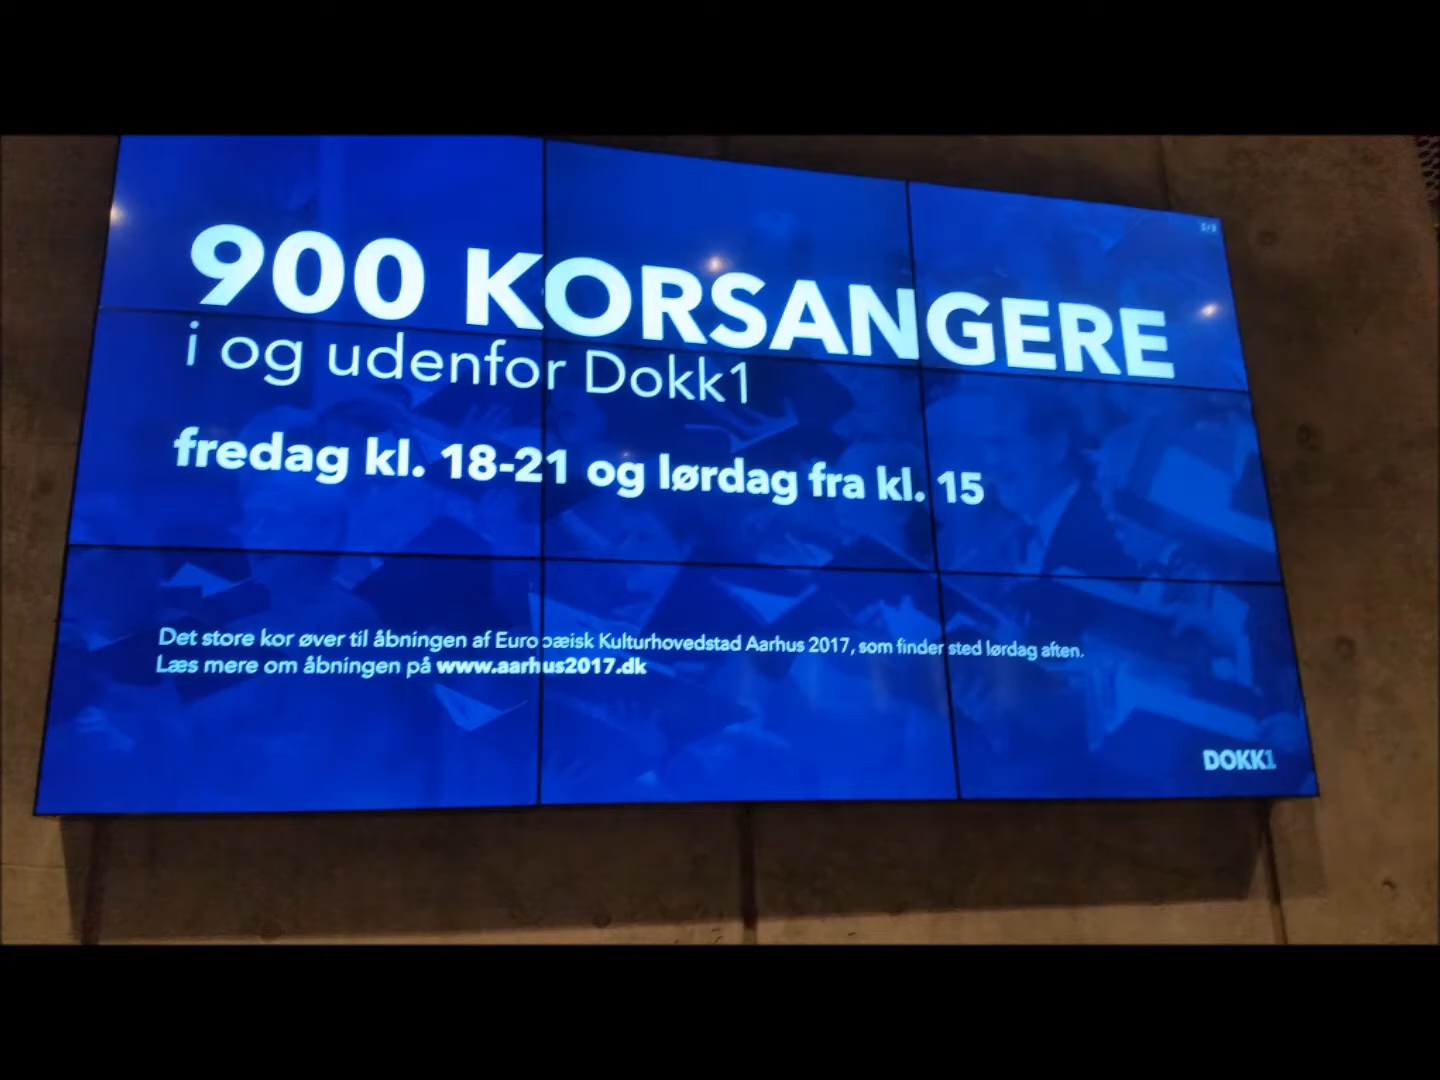 900 KORSANGERE
i og udenfor Dokk1
fredag kl. 18-21 og lørdag fra kl. 15
Det store kor øver til åbningen af Europæisk Kulturhovedstad Aarhus 2017, som finder sted lørdag aften.
Læs mere om åbningen på www.aarhus2017.dk
DOKK1